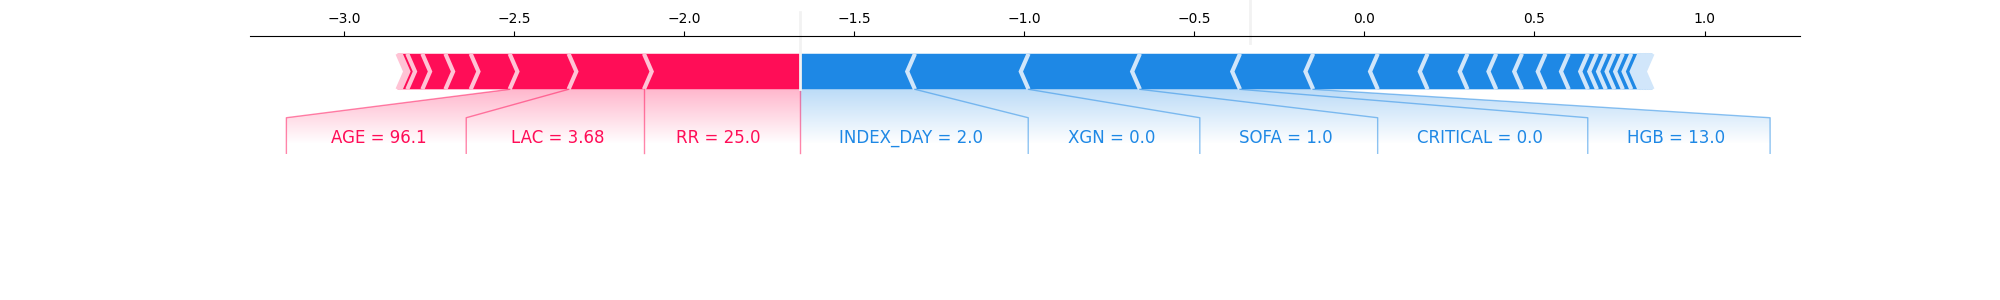 −3.0 −2.5 −2.0 −1.5 −1.0 −0.5 0.0 0.5 1.0
AGE = 96.1 LAC = 3.68 RR = 25.0 INDEX_DAY = 2.0 XGN = 0.0 SOFA = 1.0 CRITICAL = 0.0 HGB = 13.0